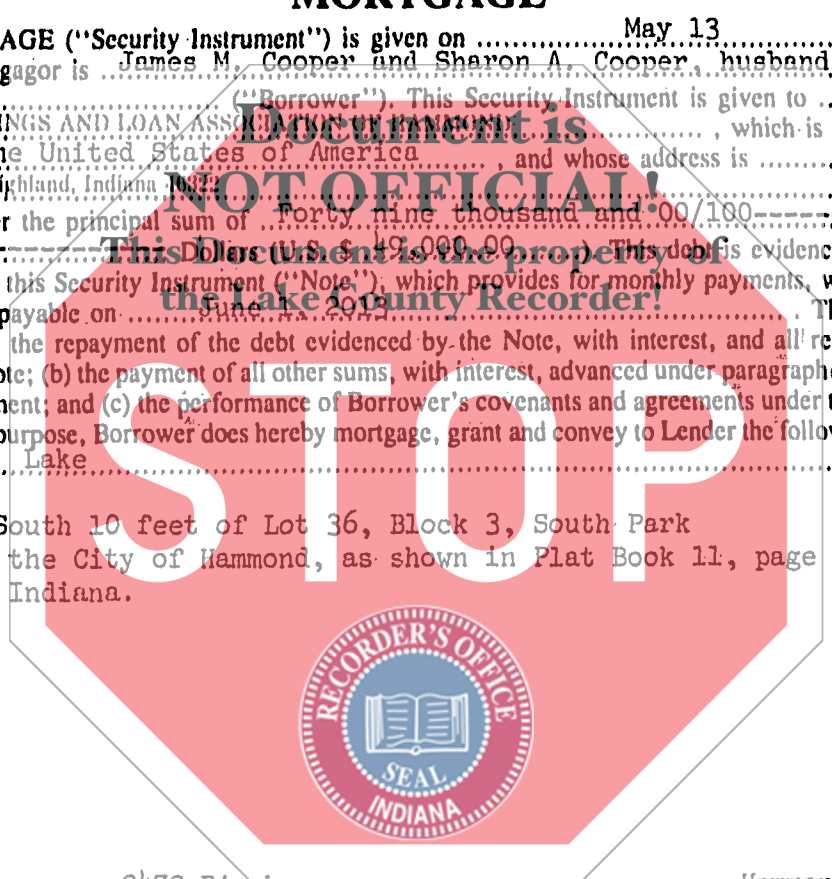 MORTGAGE
AGE ("Security Instrument") is given on May 13
gagor is James M. Cooper and Sharon A. Cooper, husband
("Borrower"). This Security Instrument is given to
NGS AND LOAN , which is
United States of America , and whose address is
ighland, Indiana
r the principal sum of Forty nine thousand and 00/100-----
---------- Dollars (U.S. $ 49,000.00 ). This debt is evidenc
this Security Instrument ("Note"), which provides for monthly payments, w
payable on June 1,
the repayment of the debt evidenced by the Note, with interest, and all re
ote; (b) the payment of all other sums, with interest, advanced under paragraph
ment; and (c) the performance of Borrower's covenants and agreements under
purpose, Borrower does hereby mortgage, grant and convey to Lender the follow
Lake
South 10 feet of Lot 36, Block 3, South Park
the City of Hammond, as shown in Plat Book 11, page
Indiana.
Document is
NOT OFFICIAL!
This Document is the property of
the Lake County Recorder!
STOP
RECORDER'S OFFICE
SEAL
INDIANA